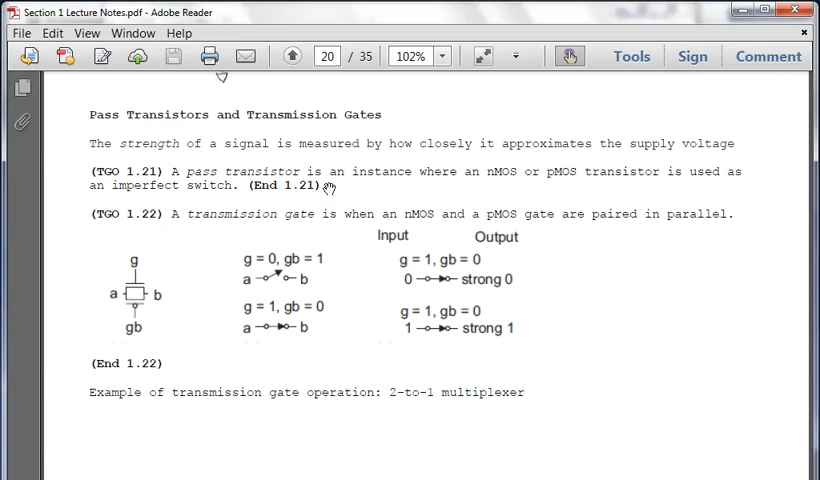 Section 1 Lecture Notes.pdf - Adobe Reader
File Edit View Window Help
20 / 35 102% Tools Sign Comment
Pass Transistors and Transmission Gates
The strength of a signal is measured by how closely it approximates the supply voltage
(TGO 1.21) A pass transistor is an instance where an nMOS or pMOS transistor is used as
an imperfect switch. (End 1.21)
(TGO 1.22) A transmission gate is when an nMOS and a pMOS gate are paired in parallel.
Input Output
g
a b
gb
g = 0, gb = 1
a b
g = 1, gb = 0
a b
g = 1, gb = 0
0 strong 0
g = 1, gb = 0
1 strong 1
(End 1.22)
Example of transmission gate operation: 2-to-1 multiplexer